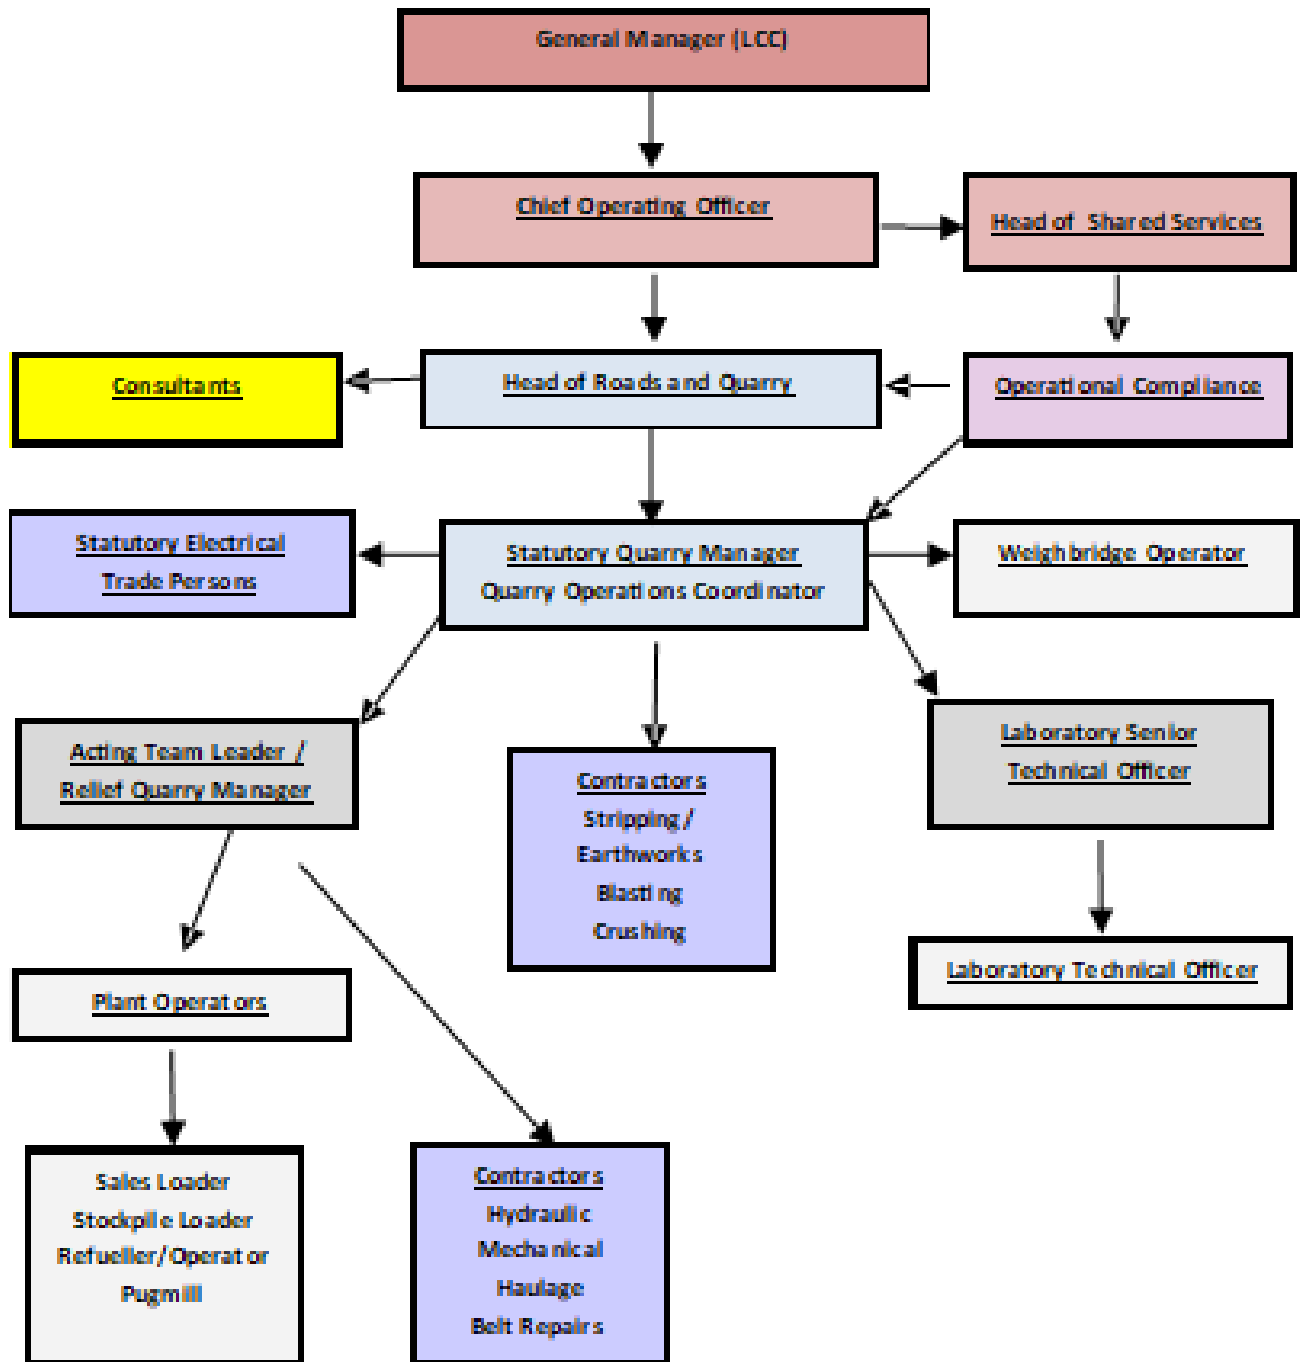 General Manager (LCC)
Chief Operating Officer
Head of Shared Services
Consultants
Head of Roads and Quarry
Operational Compliance
Statutory Electrical
Trade Persons
Statutory Quarry Manager
Quarry Operations Coordinator
Weighbridge Operator
Acting Team Leader /
Relief Quarry Manager
Contractors
Stripping/
Earthworks
Blasting
Crushing
Laboratory Senior
Technical Officer
Plant Operators
Laboratory Technical Officer
Sales Loader
Stockpile Loader
Refueller/Operator
Pugmill
Contractors
Hydraulic
Mechanical
Haulage
Belt Repairs